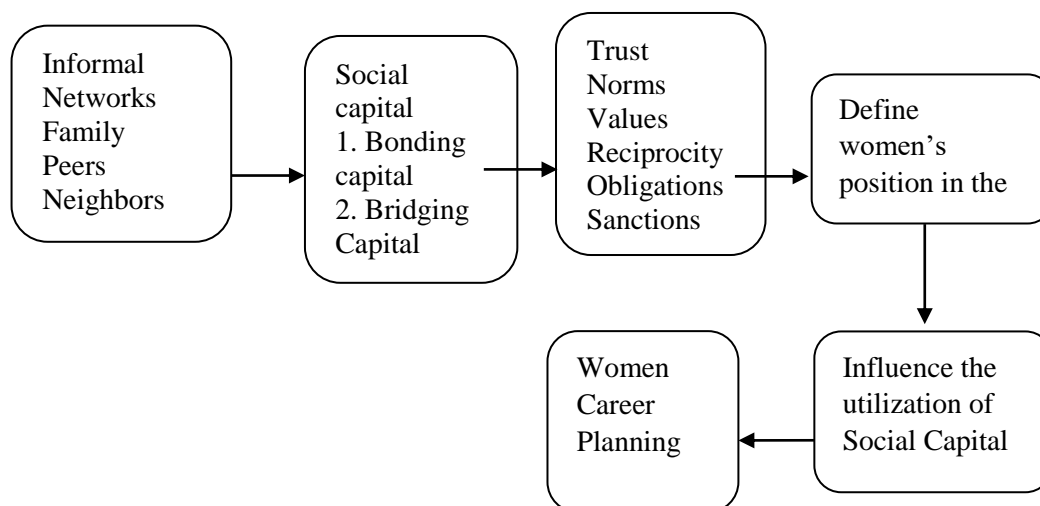 Informal
Networks
Family
Peers
Neighbors
Social
capital
1. Bonding
capital
2. Bridging
Capital
Trust
Norms
Values
Reciprocity
Obligations
Sanctions
Define
women’s
position in the
Influence the
utilization of
Social Capital
Women
Career
Planning